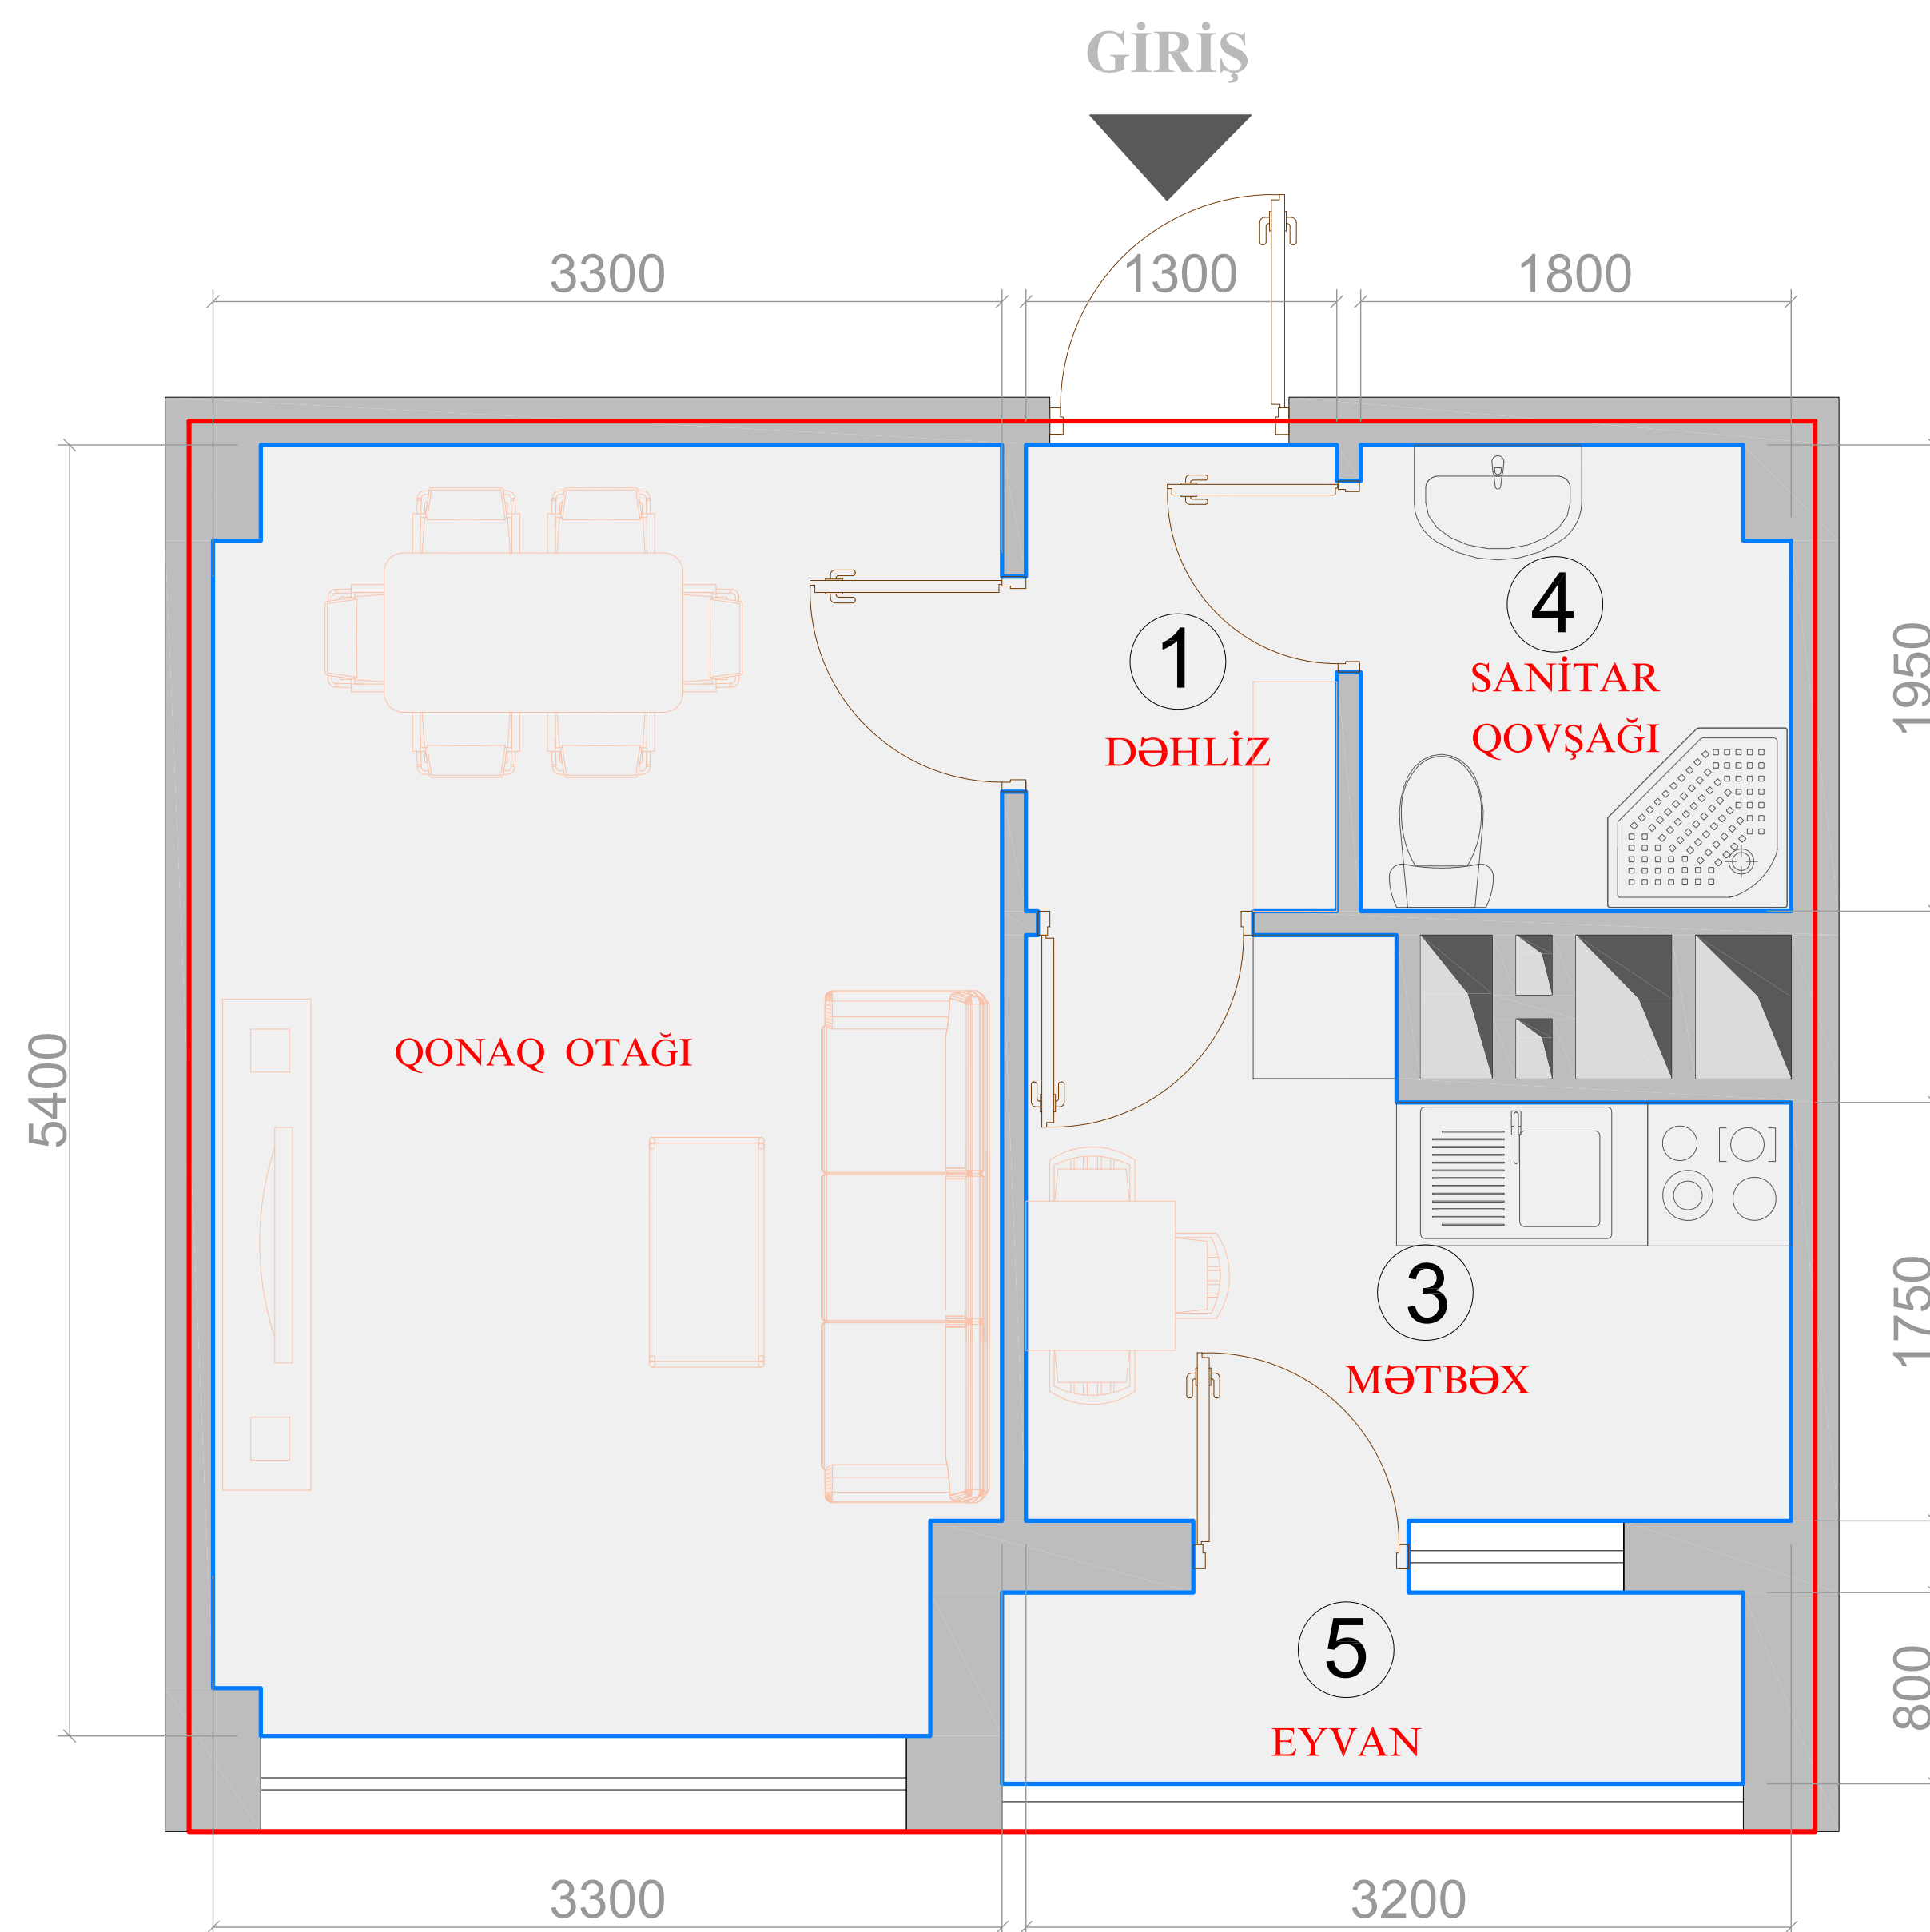 GİRİŞ
3300
1300
1800
4
SANİTAR
QOVŞAĞI
1
DƏHLİZ
1950
5400
QONAQ OTAĞI
3
MƏTBƏX
1750
5
EYVAN
800
3300
3200